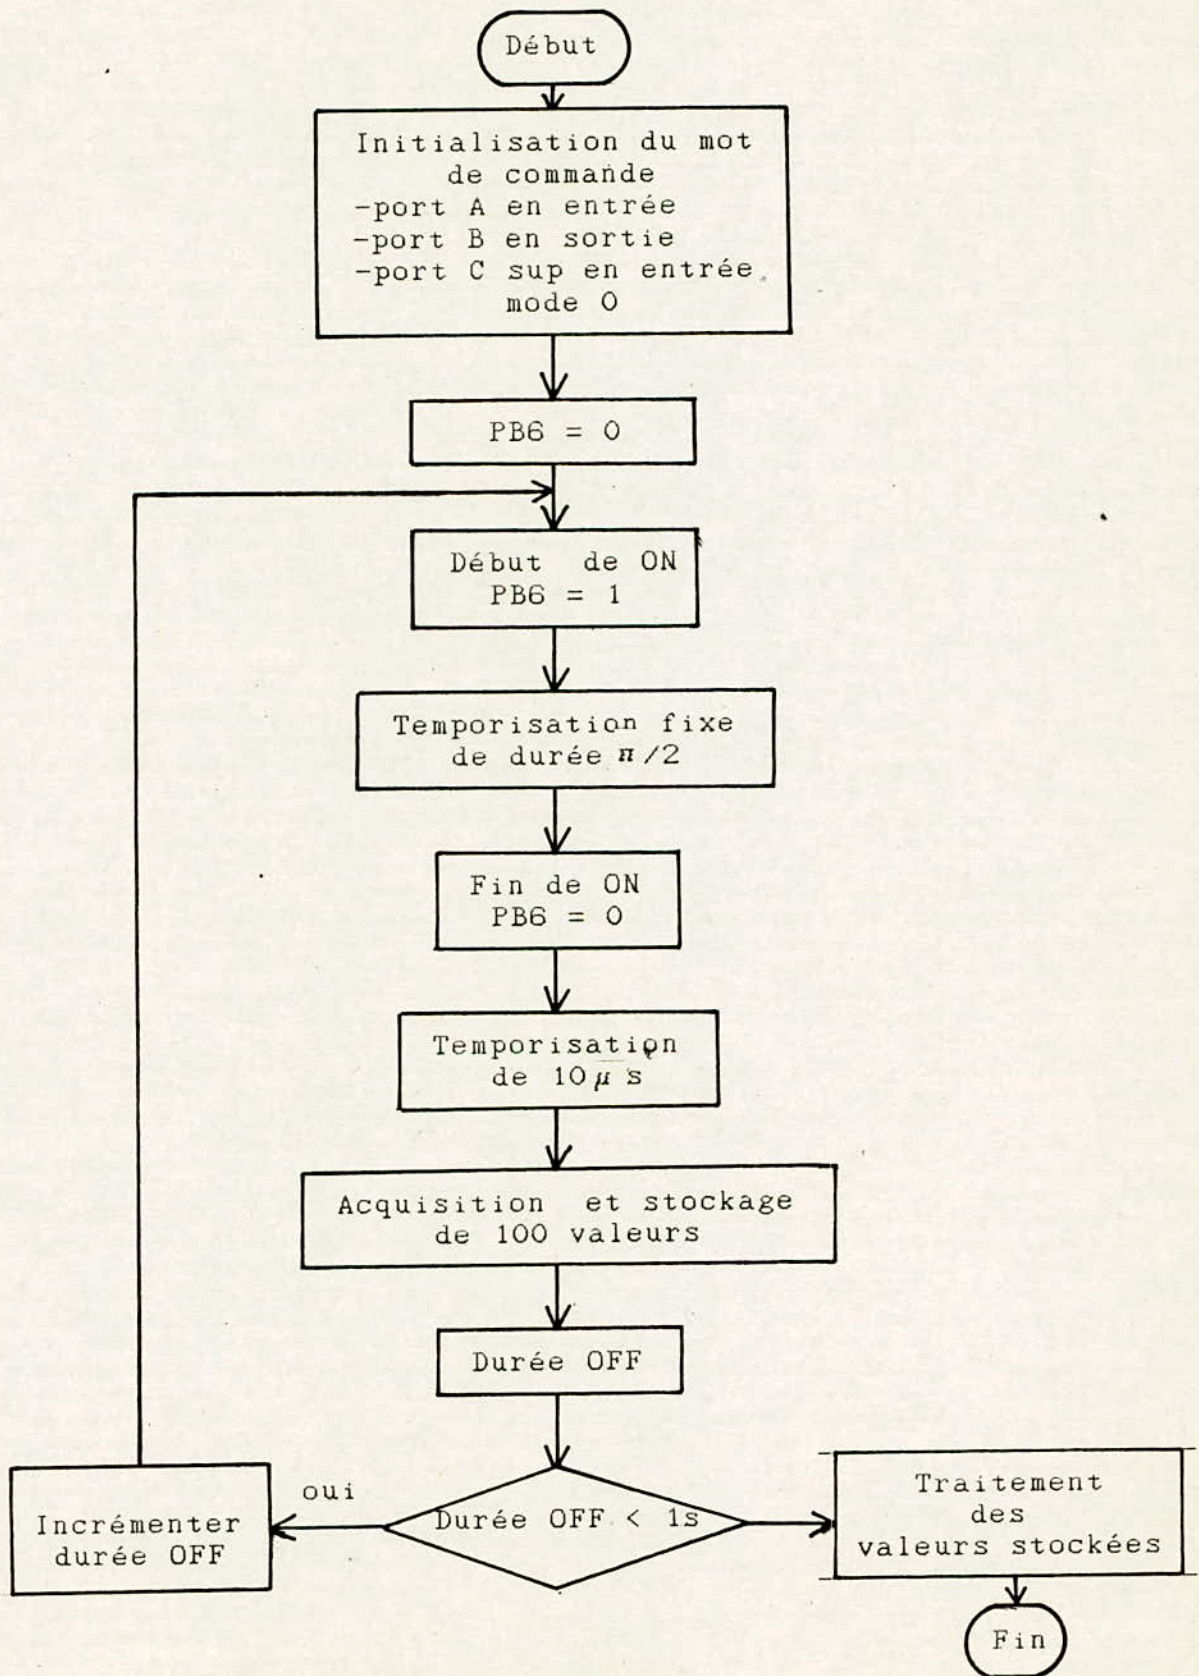 Début
Initialisation du mot
de commande
-port A en entrée
-port B en sortie
-port C sup en entrée
mode 0
PB6 = 0
Début de ON
PB6 = 1
Temporisation fixe
de durée π/2
Fin de ON
PB6 = 0
Temporisation
de 10μs
Acquisition et stockage
de 100 valeurs
Durée OFF
oui
Durée OFF < 1s
Incrémenter
durée OFF
Traitement
des
valeurs stockées
Fin